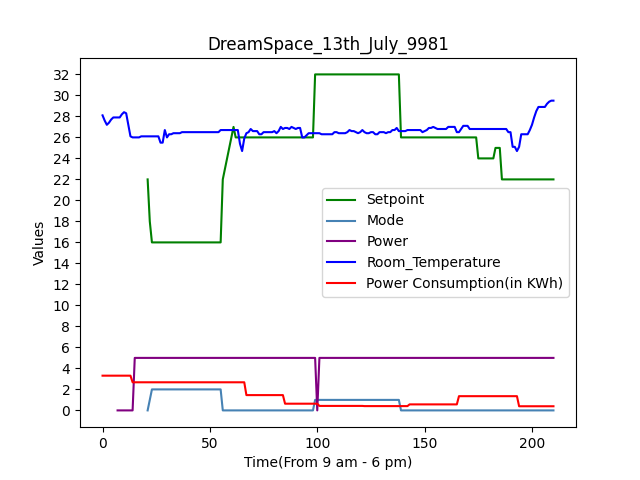 DreamSpace_13th_July_9981
32
30
28
26
24
22
20
18
16
14
12
10
8
6
4
2
0
Values
Setpoint
Mode
Power
Room_Temperature
Power Consumption(in KWh)
0
50
100
150
200
Time(From 9 am - 6 pm)